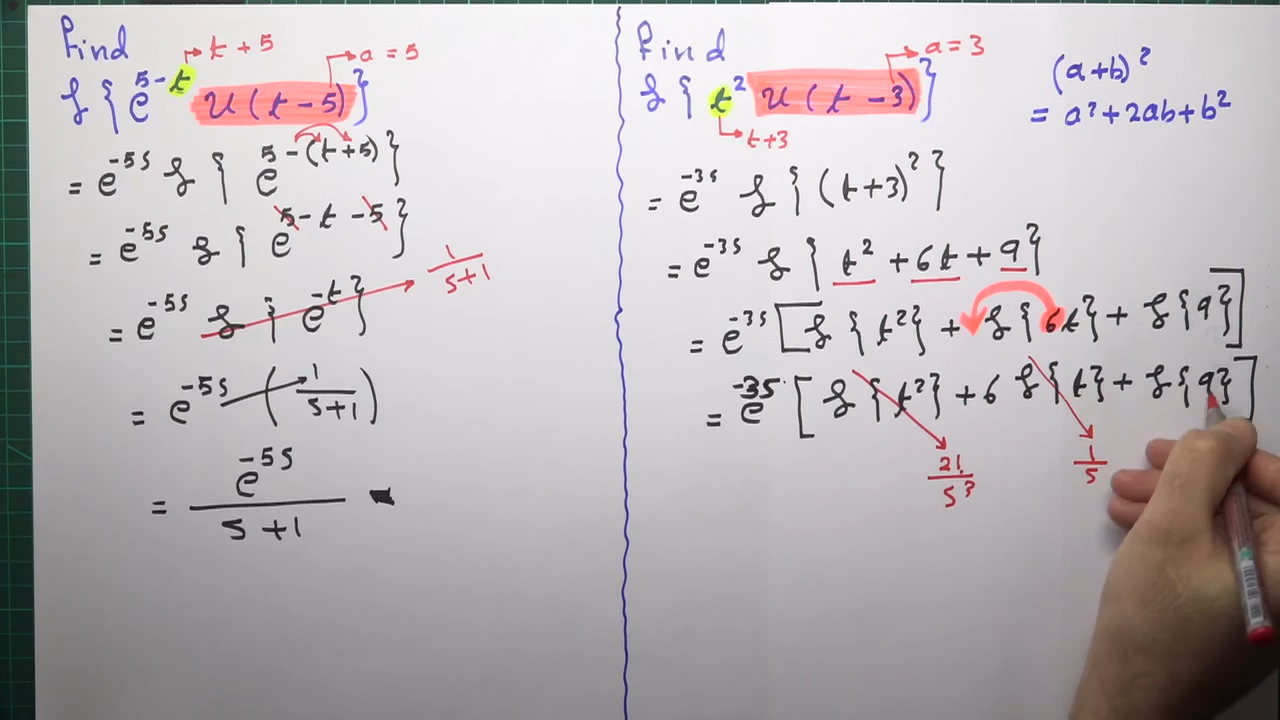 Find
t + 5
a = 5
ℒ { e^{5-t} u(t-5) }
= e^{-5s} ℒ { e^{5-(t+5)} }
= e^{-5s} ℒ { e^{5-t-5} }
= e^{-5s} ℒ { e^{-t} }
1/(s+1)
= e^{-5s} ( 1/(s+1) )
= e^{-5s}/(s+1)
Find
a = 3
ℒ { t² u(t-3) }
t+3
(a+b)²
= a²+2ab+b²
= e^{-3s} ℒ { (t+3)² }
= e^{-3s} ℒ { t² + 6t + 9 }
= e^{-3s} [ ℒ { t² } + ℒ { 6t } + ℒ { 9 } ]
= e^{-3s} [ ℒ { t² } + 6 ℒ { t } + ℒ { 9 } ]
2!/s³
1/s